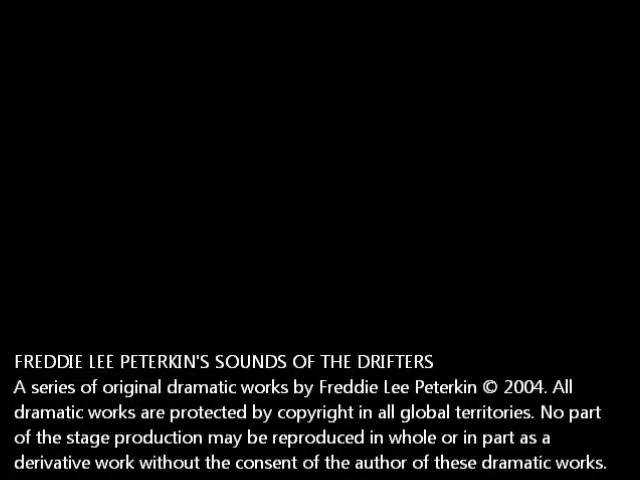 FREDDIE LEE PETERKIN'S SOUNDS OF THE DRIFTERS
A series of original dramatic works by Freddie Lee Peterkin © 2004. All
dramatic works are protected by copyright in all global territories. No part
of the stage production may be reproduced in whole or in part as a
derivative work without the consent of the author of these dramatic works.